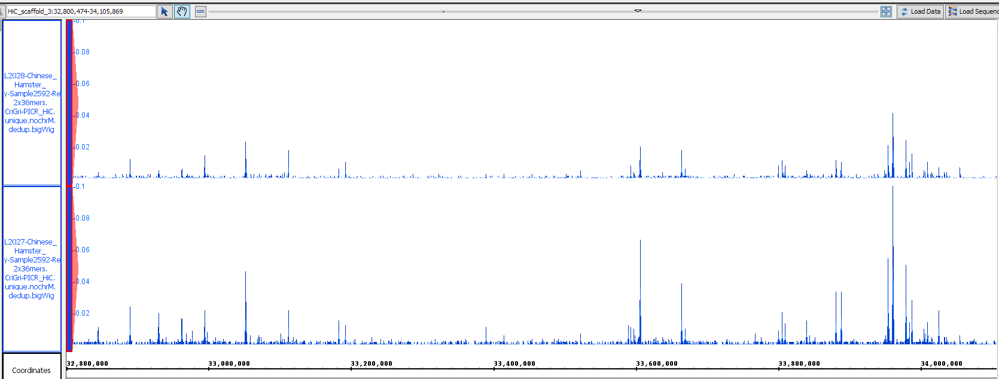 HiC_scaffold_3:32,800,474-34,105,869
Load Data
Load Sequenc
0.1
0.08
0.06
0.04
0.02
L2028-Chinese_
Hamster_
y-Sample2592-Re
2x36mers.
CriGri-PICR_HiC.
unique.nochrM.
dedup.bigWig
0.1
0.08
0.06
0.04
0.02
L2027-Chinese_
Hamster_
y-Sample2592-Re
2x36mers.
CriGri-PICR_HiC.
unique.nochrM.
dedup.bigWig
32,800,000 33,000,000 33,200,000 33,400,000 33,600,000 33,800,000 34,000,000
Coordinates